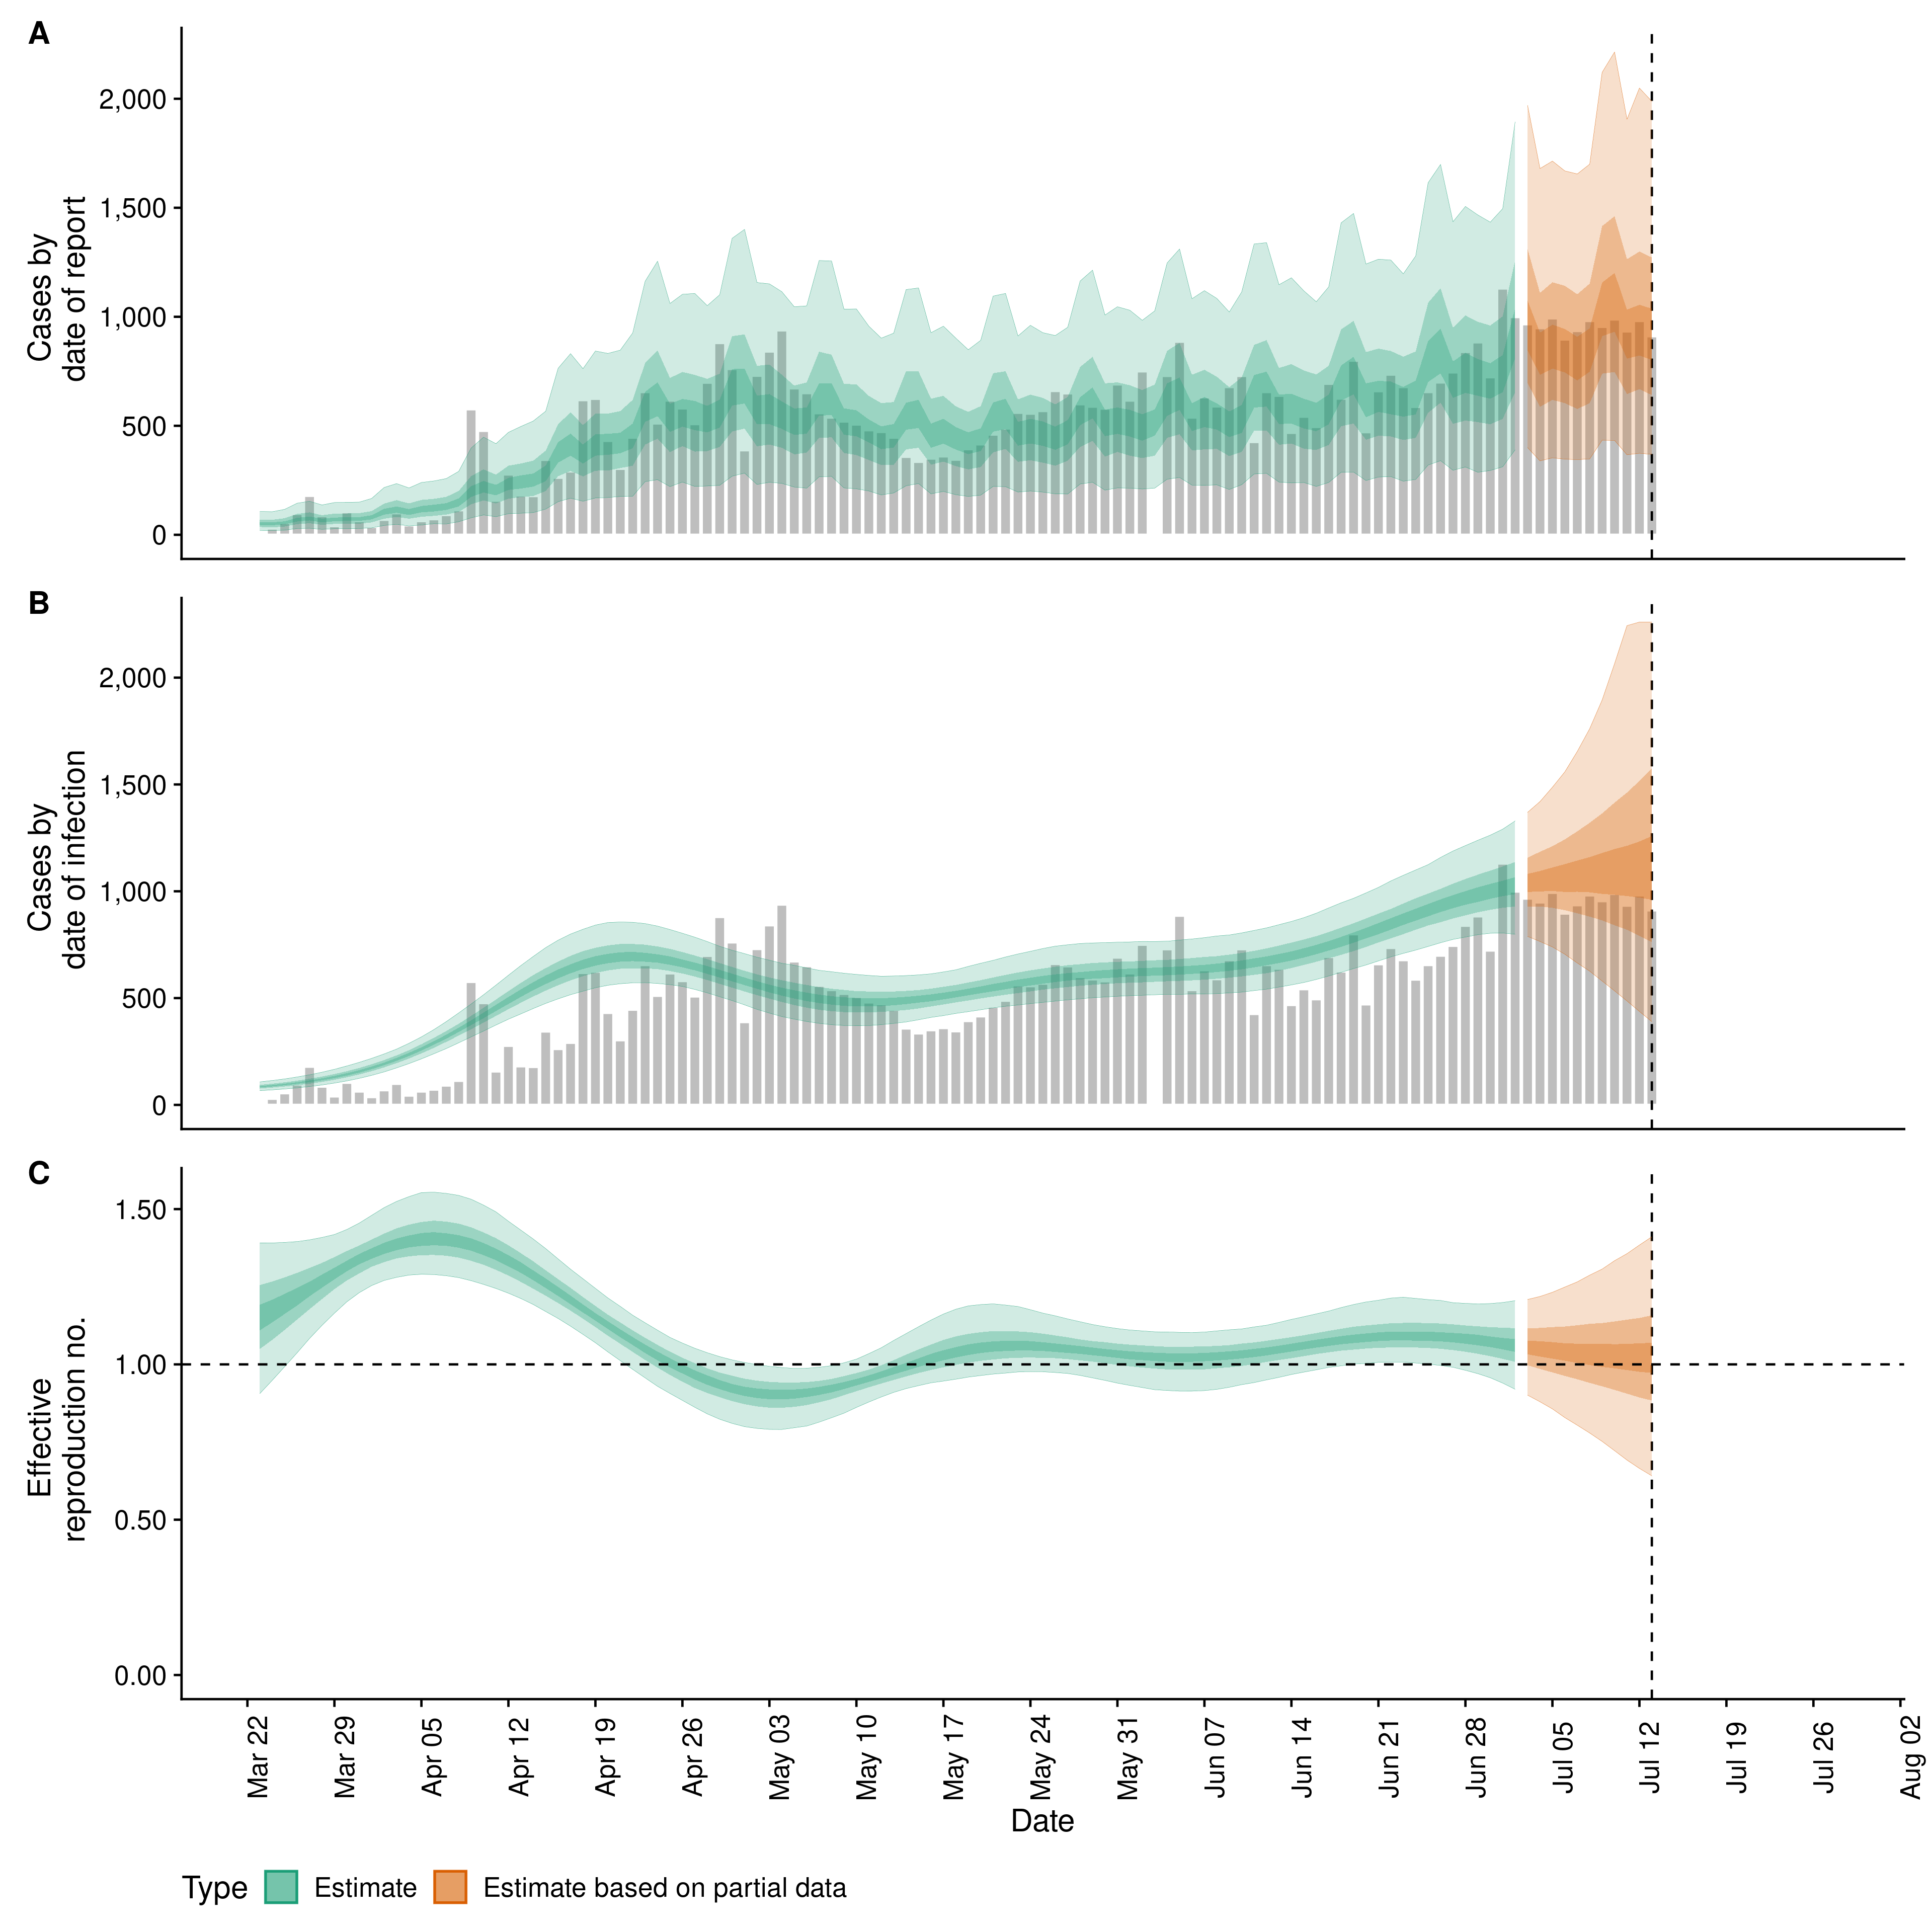 A
Cases by
date of report
2,000
1,500
1,000
500
0
B
Cases by
date of infection
2,000
1,500
1,000
500
0
C
Effective
reproduction no.
1.50
1.00
0.50
0.00
Mar 22
Mar 29
Apr 05
Apr 12
Apr 19
Apr 26
May 03
May 10
May 17
May 24
May 31
Jun 07
Jun 14
Jun 21
Jun 28
Jul 05
Jul 12
Jul 19
Jul 26
Aug 02
Date
Type Estimate Estimate based on partial data